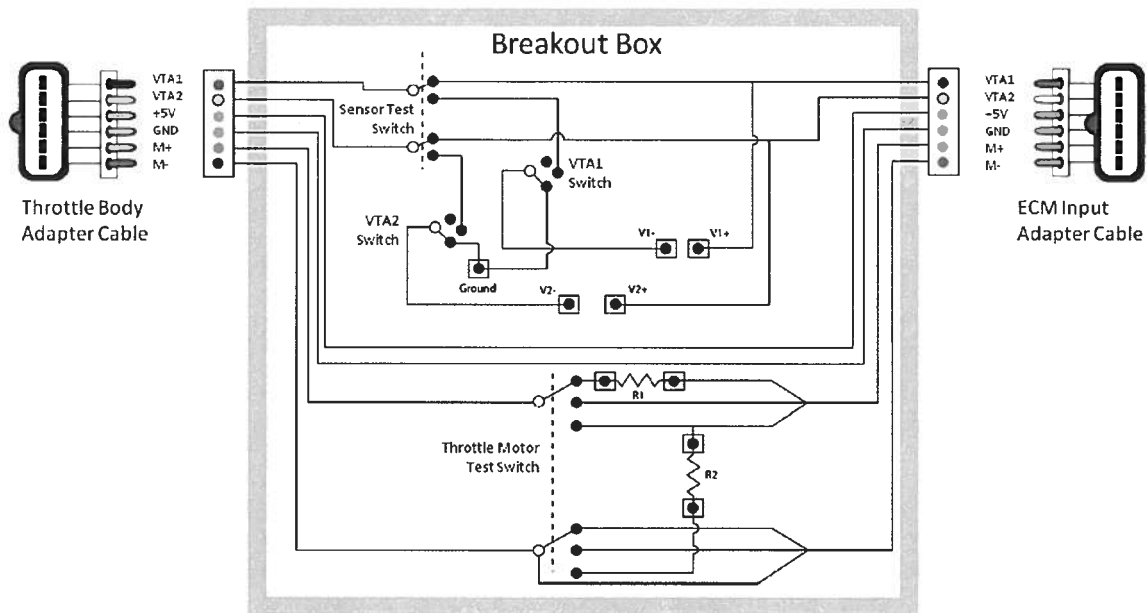 Breakout Box
VTA1
VTA2
+5V
GND
M+
M-
Throttle Body
Adapter Cable
Sensor Test
Switch
VTA1
Switch
VTA2
Switch
Ground
V1-
V1+
V2-
V2+
R1
Throttle Motor
Test Switch
R2
VTA1
VTA2
+5V
GND
M+
M-
ECM Input
Adapter Cable